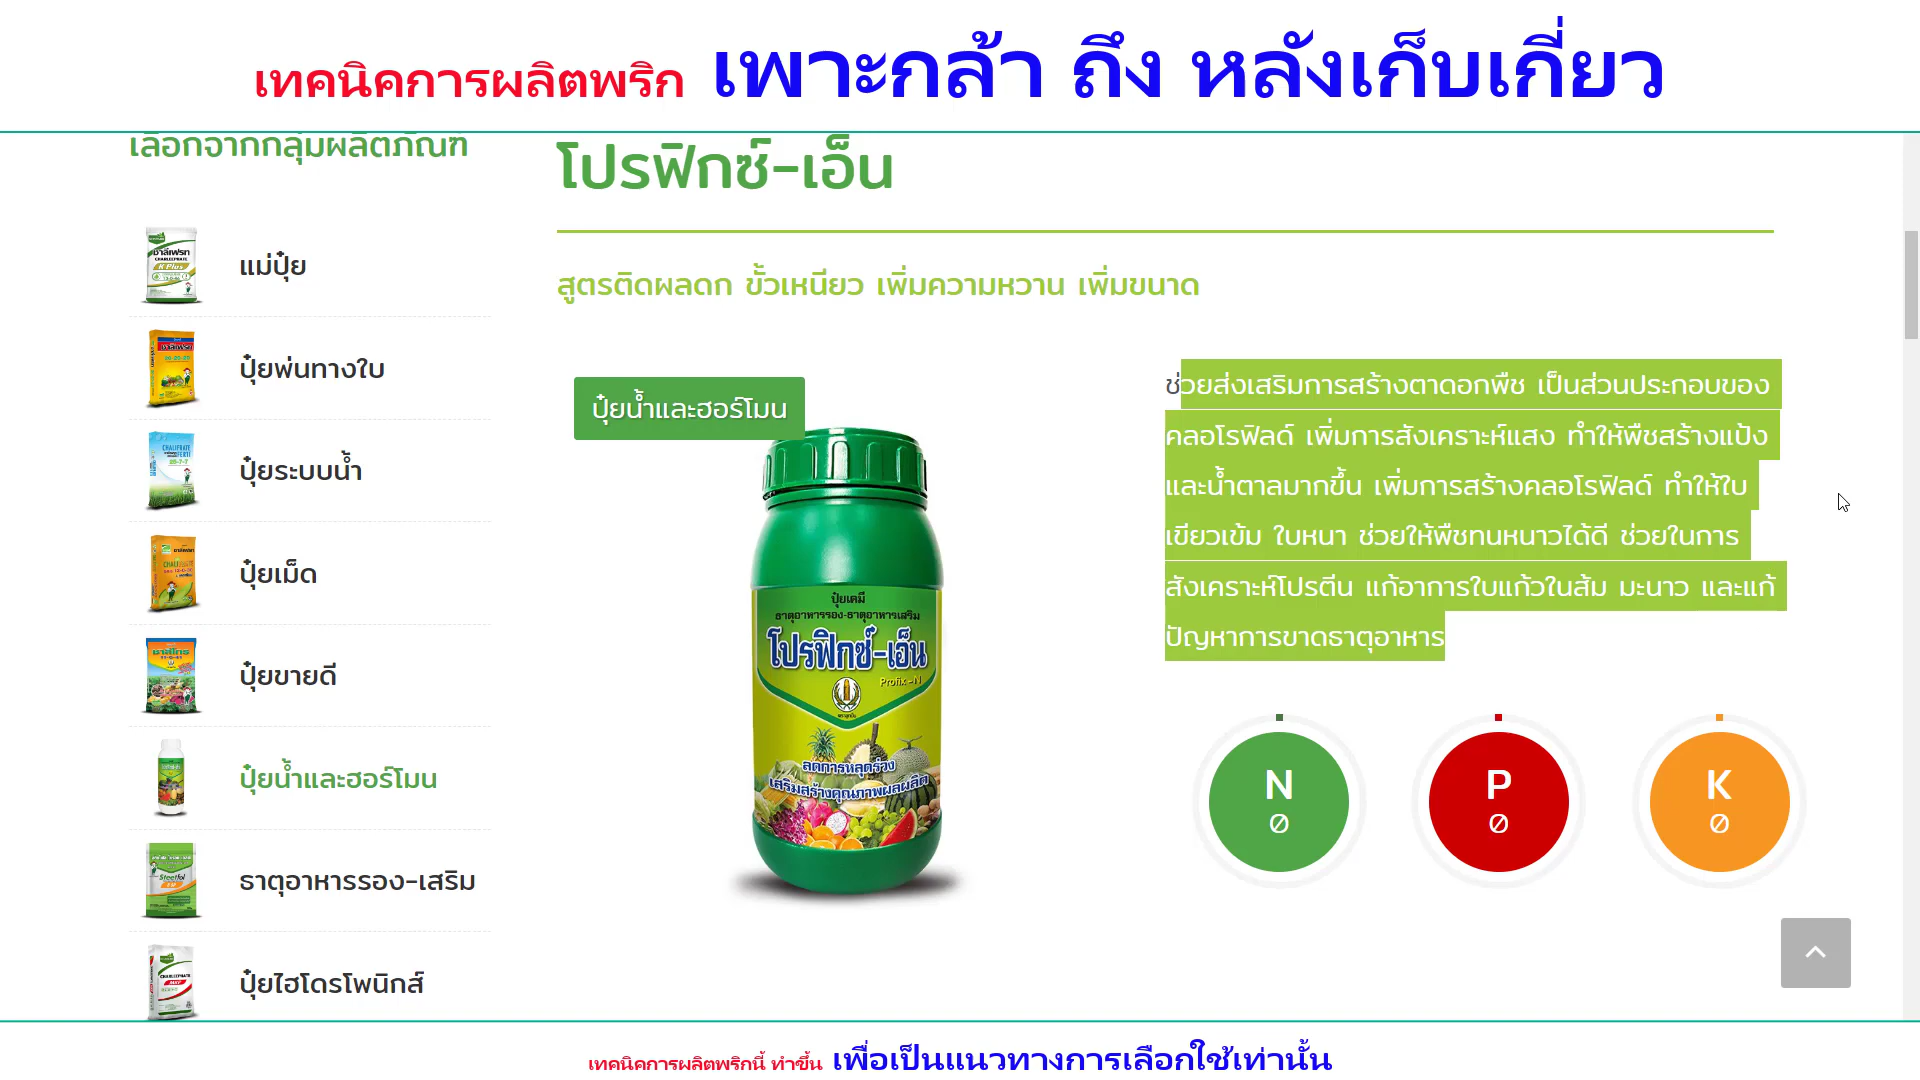 เทคนิคการผลิตพริก เพาะกล้า ถึง หลังเก็บเกี่ยว
เลือกจากกลุ่มผลิตภัณฑ์
แม่ปุ๋ย
ปุ๋ยพ่นทางใบ
ปุ๋ยระบบน้ำ
ปุ๋ยเม็ด
ปุ๋ยขายดี
ปุ๋ยน้ำและฮอร์โมน
ธาตุอาหารรอง-เสริม
ปุ๋ยไฮโดรโพนิกส์
โปรฟิกซ์-เอ็น
สูตรติดผลดก ขั้วเหนียว เพิ่มความหวาน เพิ่มขนาด
ปุ๋ยน้ำและฮอร์โมน
ปุ๋ยเคมี
ธาตุอาหารรอง-ธาตุอาหารเสริม
โปรฟิกซ์-เอ็น
Profix-N
ลดการหลุดร่วง
เสริมสร้างคุณภาพผลผลิต
ช่วยส่งเสริมการสร้างตาดอกพืช เป็นส่วนประกอบของ
คลอโรฟิลด์ เพิ่มการสังเคราะห์แสง ทำให้พืชสร้างแป้ง
และน้ำตาลมากขึ้น เพิ่มการสร้างคลอโรฟิลด์ ทำให้ใบ
เขียวเข้ม ใบหนา ช่วยให้พืชทนหนาวได้ดี ช่วยในการ
สังเคราะห์โปรตีน แก้อาการใบแก้วในส้ม มะนาว และแก้
ปัญหาการขาดธาตุอาหาร
N P K
0 0 0
เทคนิคการผลิตพริกนี้ ทำขึ้น เพื่อเป็นแนวทางการเลือกใช้เท่านั้น